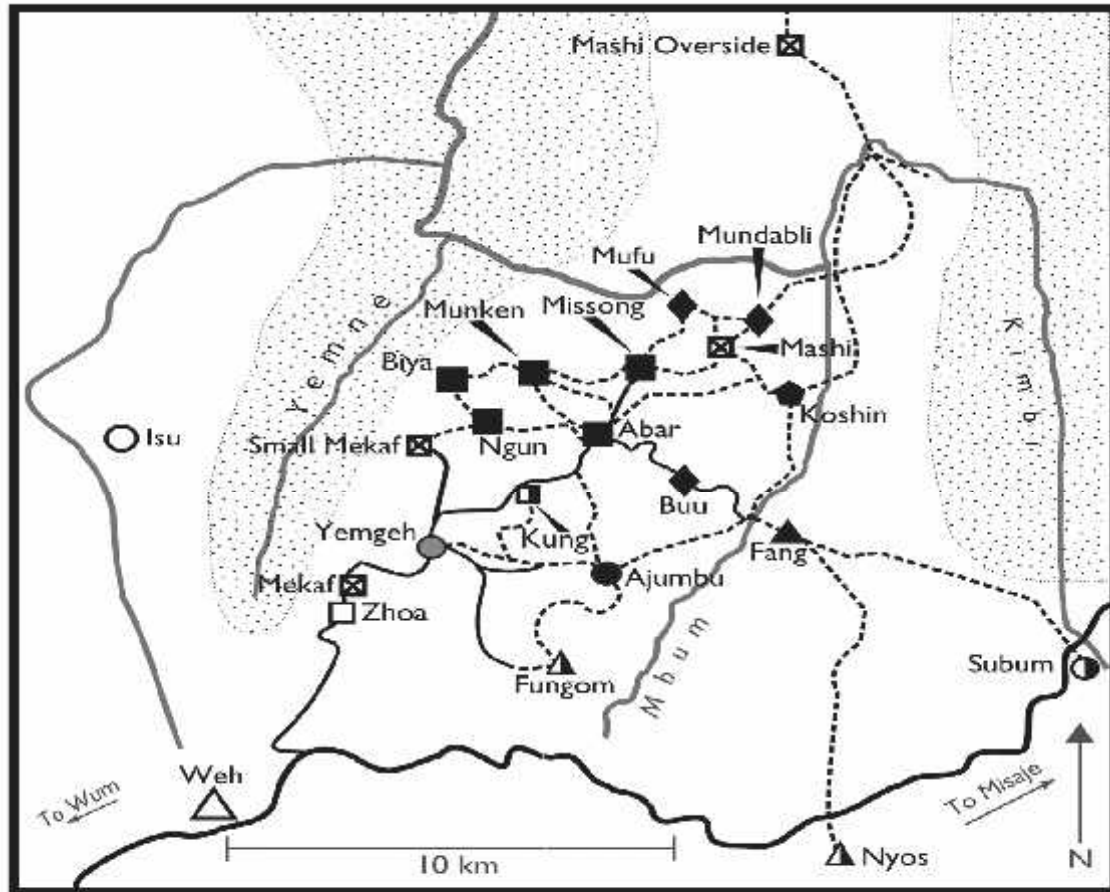 Mashi Overside
Mundabli
Mufu
Missong
Munken
Mashi
Biya
Yemne
Kimbi
Koshin
Isu
Small Mekaf
Ngun
Abar
Buu
Yemgeh
Kung
Fang
Mekaf
Ajumbu
Zhoa
Mbum
Subum
Fungom
Weh
To Wum
To Misaje
10 km
Nyos
N